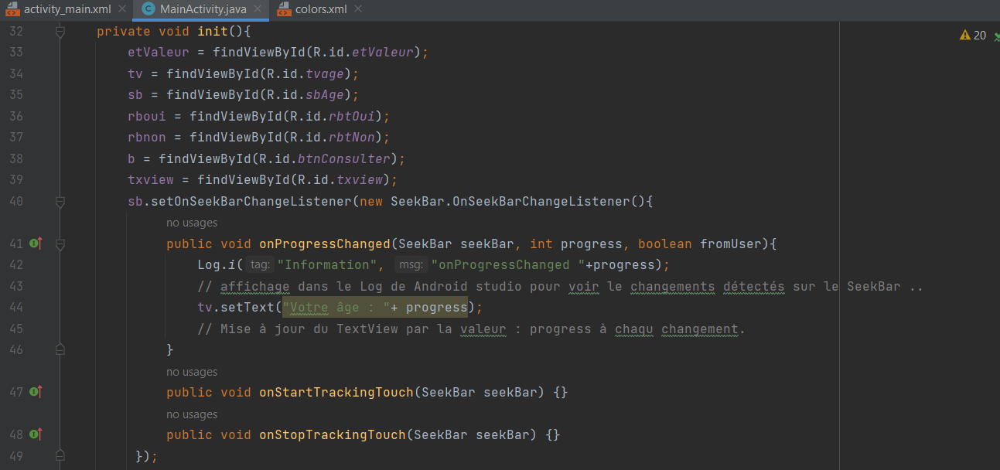 activity_main.xml MainActivity.java colors.xml
32 private void init(){ 20
33 etValeur = findViewById(R.id.etValeur);
34 tv = findViewById(R.id.tvage);
35 sb = findViewById(R.id.sbAge);
36 rboui = findViewById(R.id.rbtOui);
37 rbnon = findViewById(R.id.rbtNon);
38 b = findViewById(R.id.btnConsulter);
39 txview = findViewById(R.id.txview);
40 sb.setOnSeekBarChangeListener(new SeekBar.OnSeekBarChangeListener(){
no usages
41 public void onProgressChanged(SeekBar seekBar, int progress, boolean fromUser){
42 Log.i( tag: "Information", msg: "onProgressChanged "+progress);
43 // affichage dans le Log de Android studio pour voir le changements détectés sur le SeekBar ..
44 tv.setText("Votre âge : "+ progress);
45 // Mise à jour du TextView par la valeur : progress à chaqu changement.
46 }
no usages
47 public void onStartTrackingTouch(SeekBar seekBar) {}
no usages
48 public void onStopTrackingTouch(SeekBar seekBar) {}
49 });